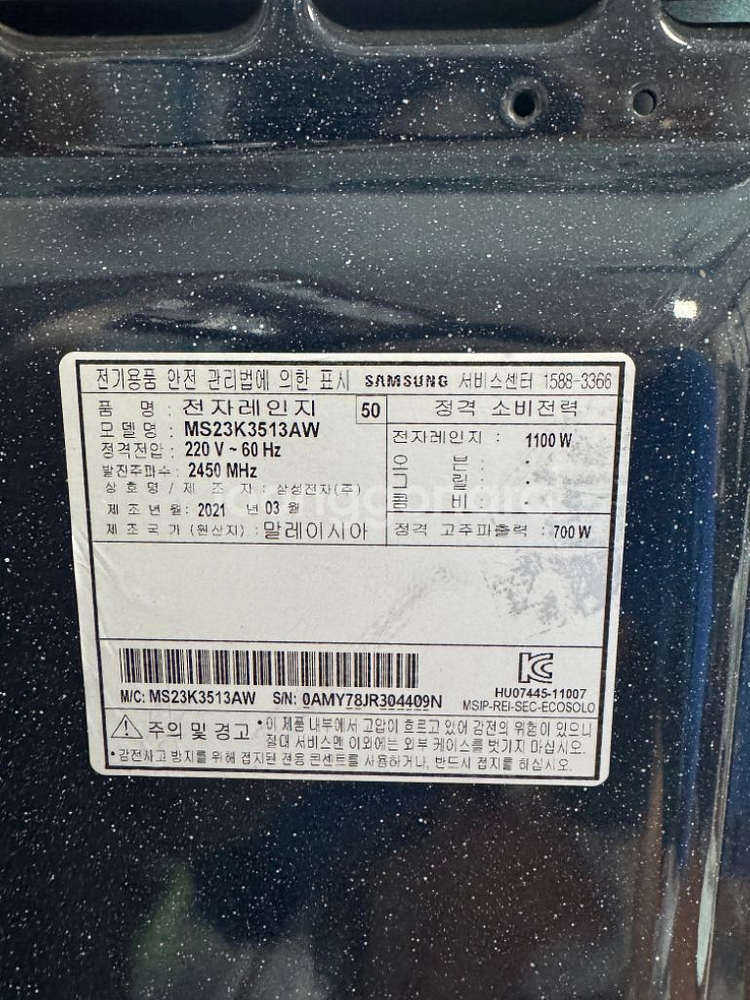 전기용품 안전 관리법에 의한 표시 SAMSUNG 서비스센터 1588-3366
품 명 : 전자레인지 50
모델명 : MS23K3513AW
정격전압 : 220 V ~ 60 Hz
발진주파수 : 2450 MHz
상호명 / 제조자 : 삼성전자(주)
제조년월 : 2021 년 03 월
제조국가 (원산지) : 말레이시아
정격 소비전력
전자레인지 : 1100 W
오 븐 : -
그 릴 : -
콤 비 : -
정격 고주파출력 : 700 W
M/C: MS23K3513AW S/N: 0AMY78JR304409N
HU07445-11007
MSIP-REI-SEC-ECOSOLO
주의 및 경고 • 이 제품 내부에서 고압이 흐르고 있어 감전의 위험이 있으니
절대 서비스맨 이외에는 외부 케이스를 벗기지 마십시오.
• 감전사고 방지를 위해 접지된 전용 콘센트를 사용하거나, 반드시 접지를 하십시오.